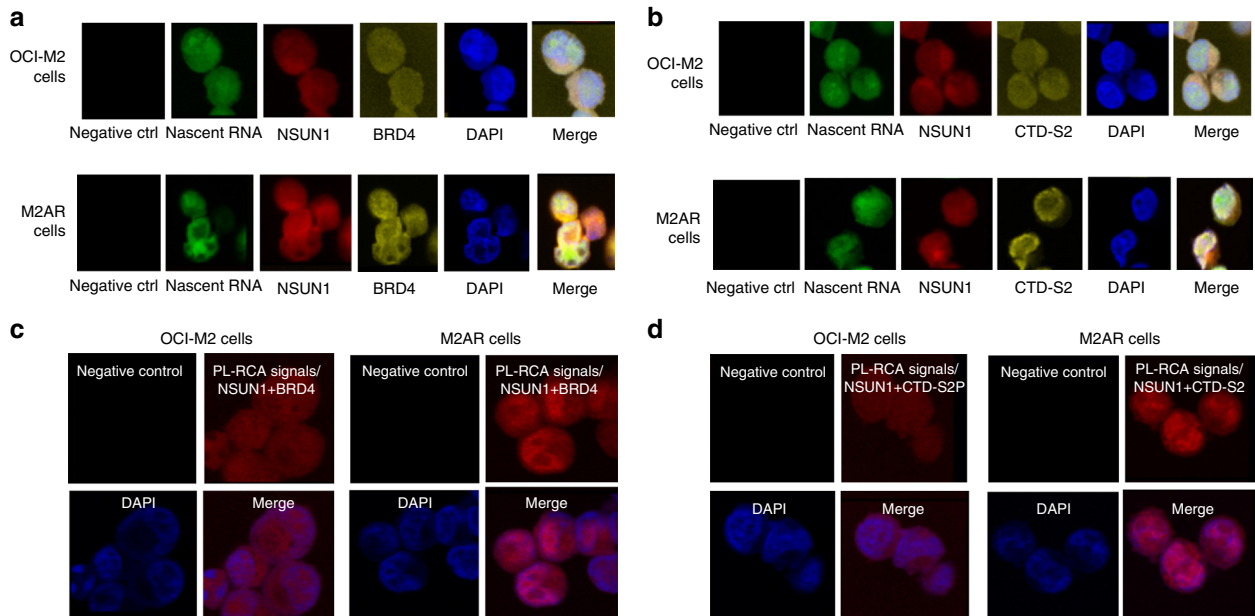 a
OCI-M2
cells
Negative ctrl Nascent RNA NSUN1 BRD4 DAPI Merge
M2AR
cells
Negative ctrl Nascent RNA NSUN1 BRD4 DAPI Merge
b
OCI-M2
cells
Negative ctrl Nascent RNA NSUN1 CTD-S2 DAPI Merge
M2AR
cells
Negative ctrl Nascent RNA NSUN1 CTD-S2 DAPI Merge
c
OCI-M2 cells M2AR cells
Negative control PL-RCA signals/ Negative control PL-RCA signals/
NSUN1+BRD4 NSUN1+BRD4
DAPI Merge DAPI Merge
d
OCI-M2 cells M2AR cells
Negative control PL-RCA signals/ Negative control PL-RCA signals/
NSUN1+CTD-S2P NSUN1+CTD-S2
DAPI Merge DAPI Merge